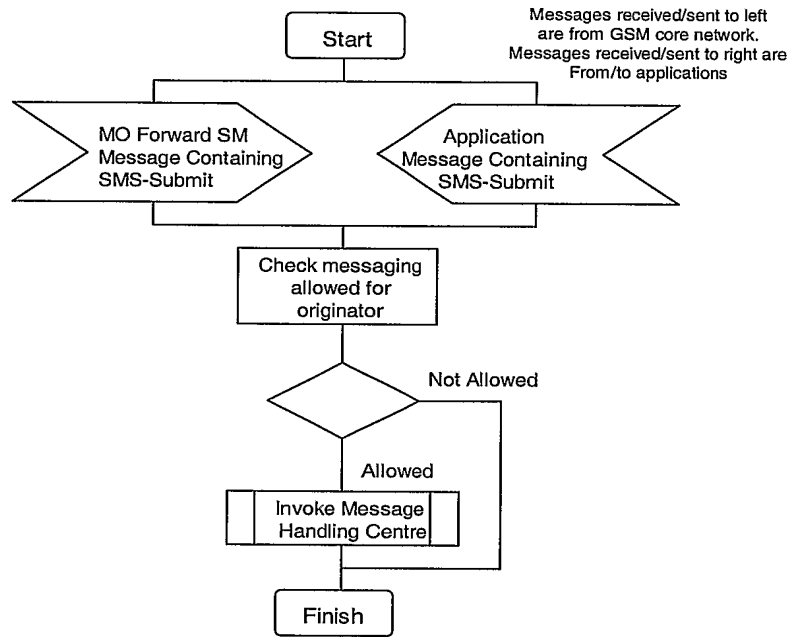 Messages received/sent to left
are from GSM core network.
Messages received/sent to right are
From/to applications
Start
MO Forward SM
Message Containing
SMS-Submit
Application
Message Containing
SMS-Submit
Check messaging
allowed for
originator
Not Allowed
Allowed
Invoke Message
Handling Centre
Finish